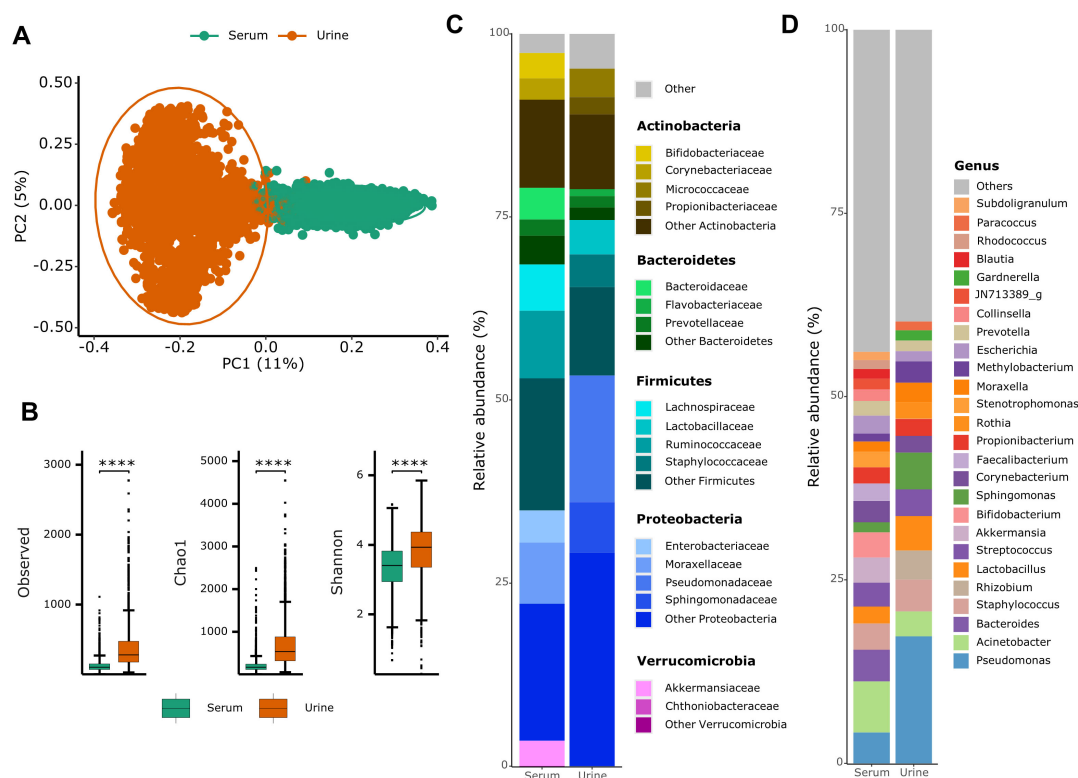 A
Serum
Urine
PC2 (5%)
0.50
0.25
0.00
-0.25
-0.50
-0.4
-0.2
0.0
0.2
0.4
PC1 (11%)
B
Observed
3000
2000
1000
****
Chao1
5000
4000
3000
2000
1000
****
Shannon
6
4
2
****
Serum
Urine
C
Relative abundance (%)
100
75
50
25
0
Serum
Urine
Other
Actinobacteria
Bifidobacteriaceae
Corynebacteriaceae
Micrococcaceae
Propionibacteriaceae
Other Actinobacteria
Bacteroidetes
Bacteroidaceae
Flavobacteriaceae
Prevotellaceae
Other Bacteroidetes
Firmicutes
Lachnospiraceae
Lactobacillaceae
Ruminococcaceae
Staphylococcaceae
Other Firmicutes
Proteobacteria
Enterobacteriaceae
Moraxellaceae
Pseudomonadaceae
Sphingomonadaceae
Other Proteobacteria
Verrucomicrobia
Akkermansiaceae
Chthoniobacteraceae
Other Verrucomicrobia
D
Relative abundance (%)
100
75
50
25
0
Serum
Urine
Genus
Others
Subdoligranulum
Paracoccus
Rhodococcus
Blautia
Gardnerella
JN713389_g
Collinsella
Prevotella
Escherichia
Methylobacterium
Moraxella
Stenotrophomonas
Rothia
Propionibacterium
Faecalibacterium
Corynebacterium
Sphingomonas
Bifidobacterium
Akkermansia
Streptococcus
Lactobacillus
Rhizobium
Staphylococcus
Bacteroides
Acinetobacter
Pseudomonas